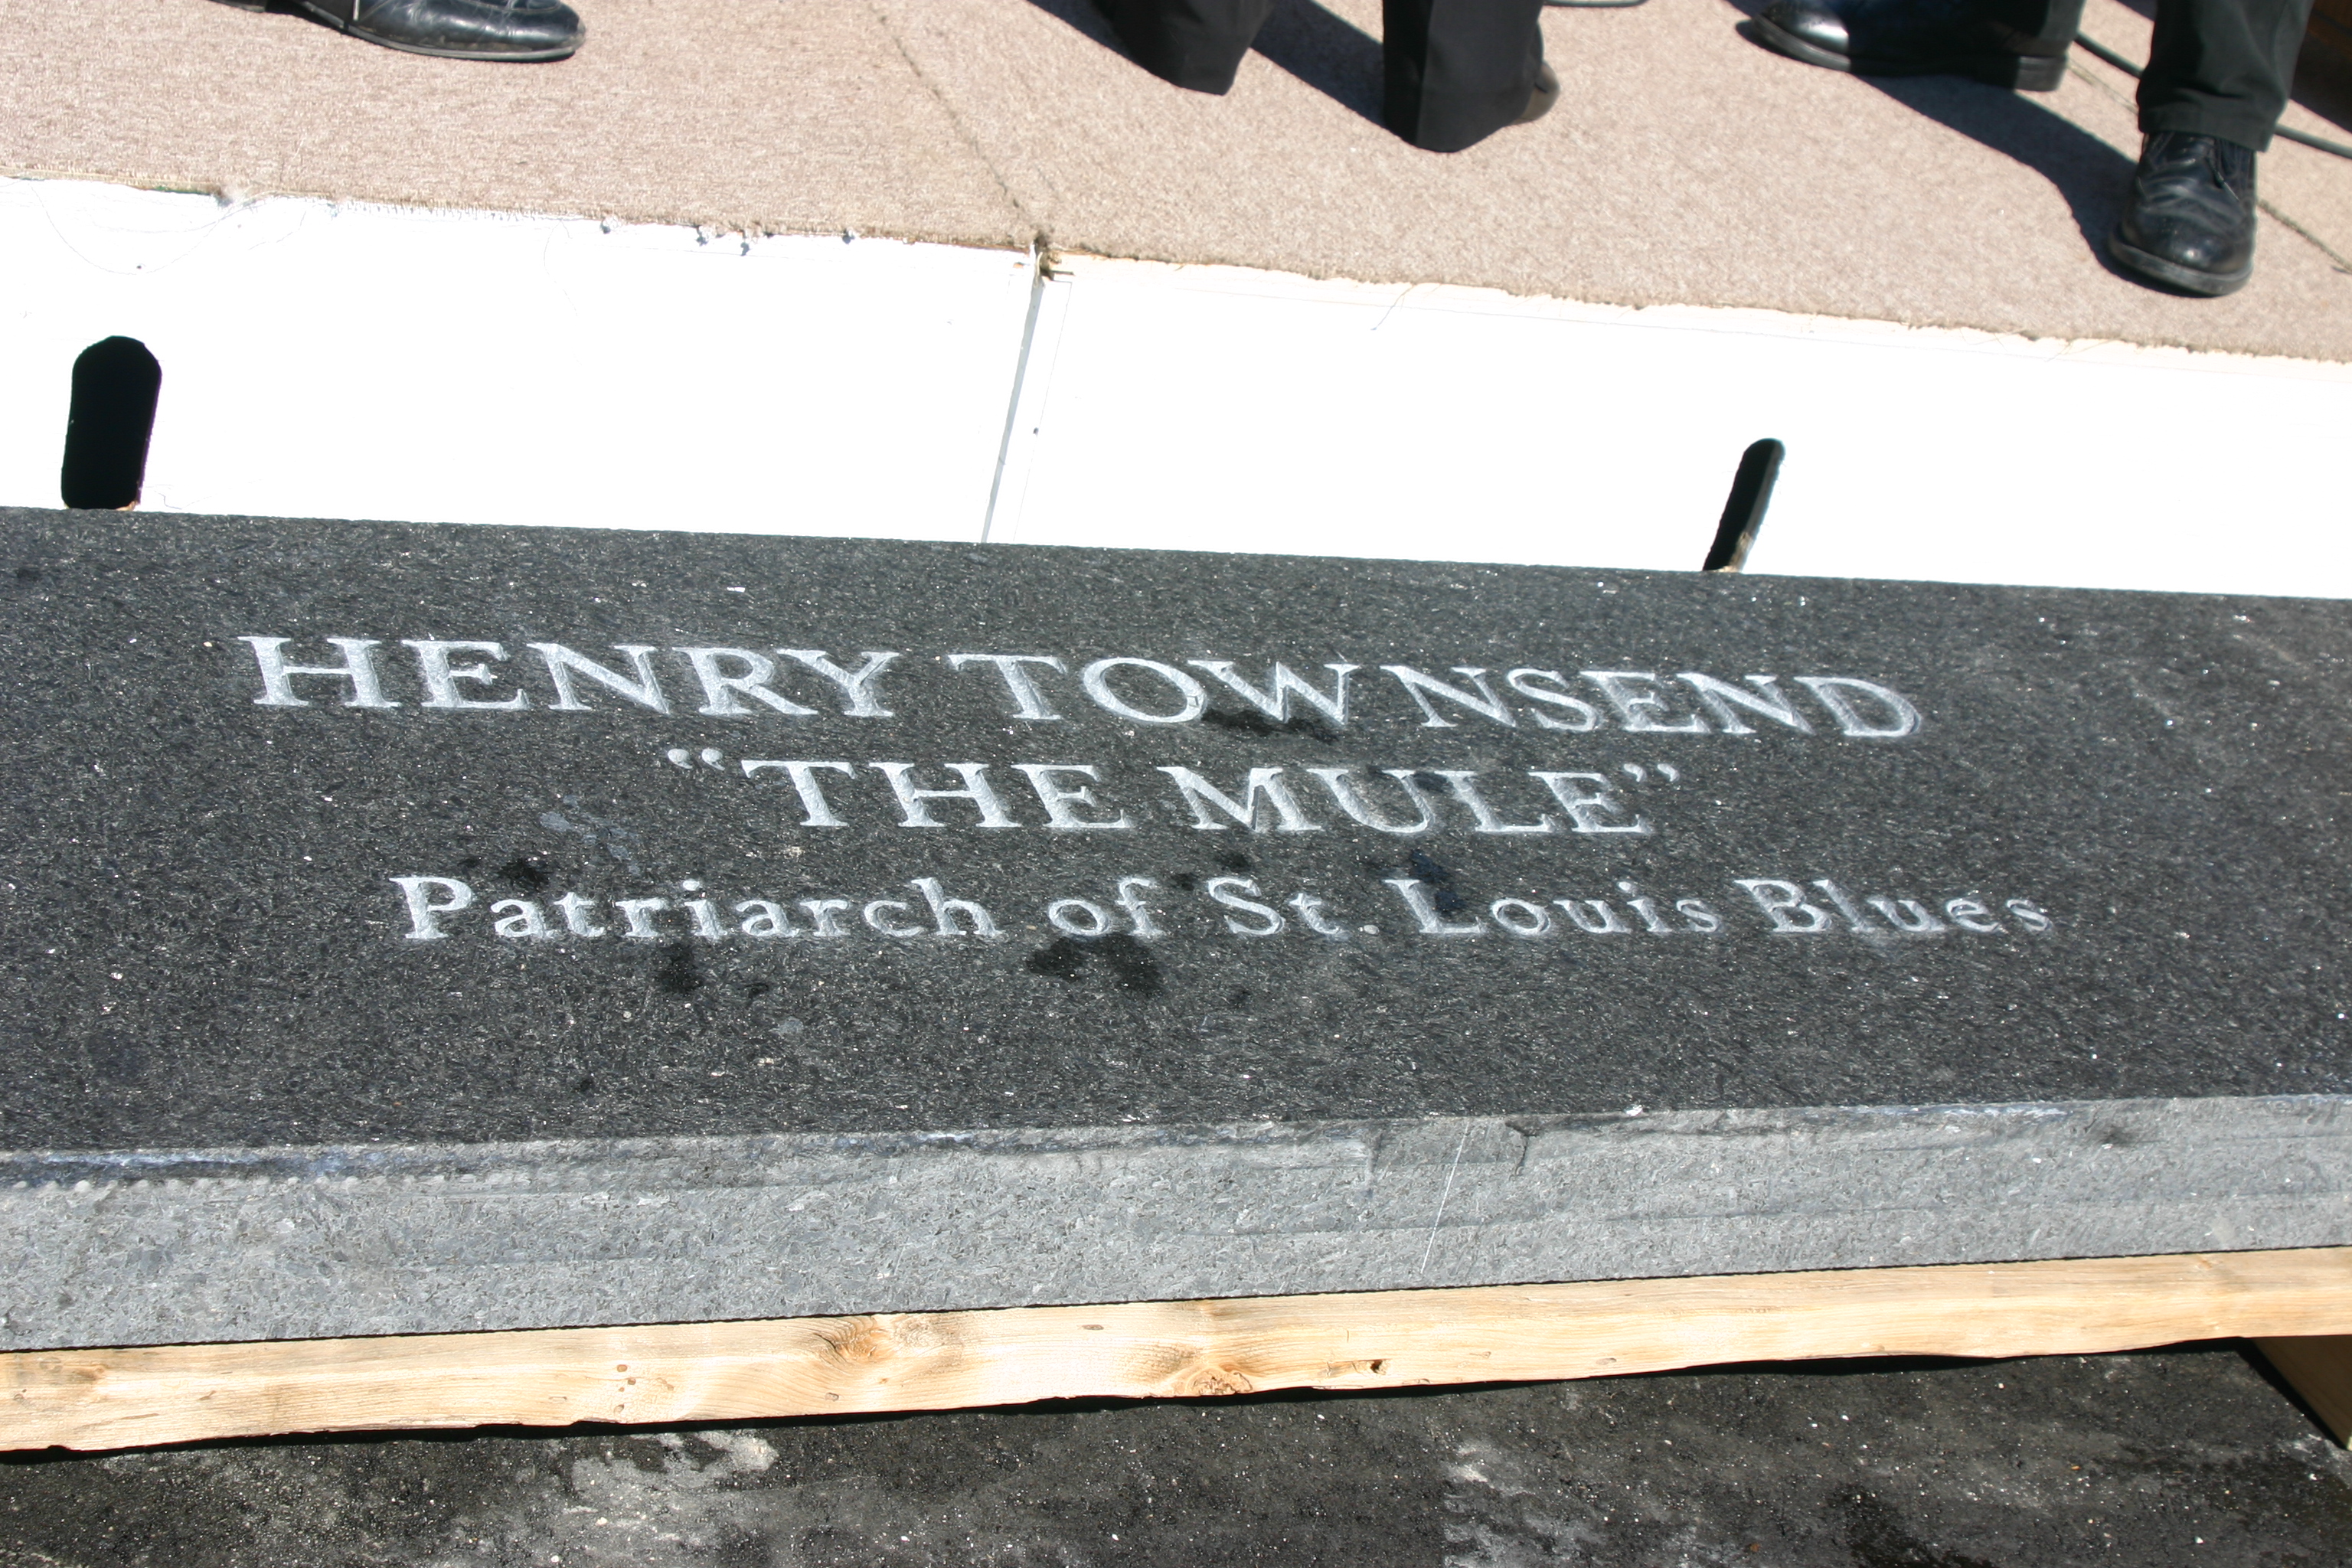 HENRY TOWNSEND
“THE MULE”
Patriarch of St. Louis Blues